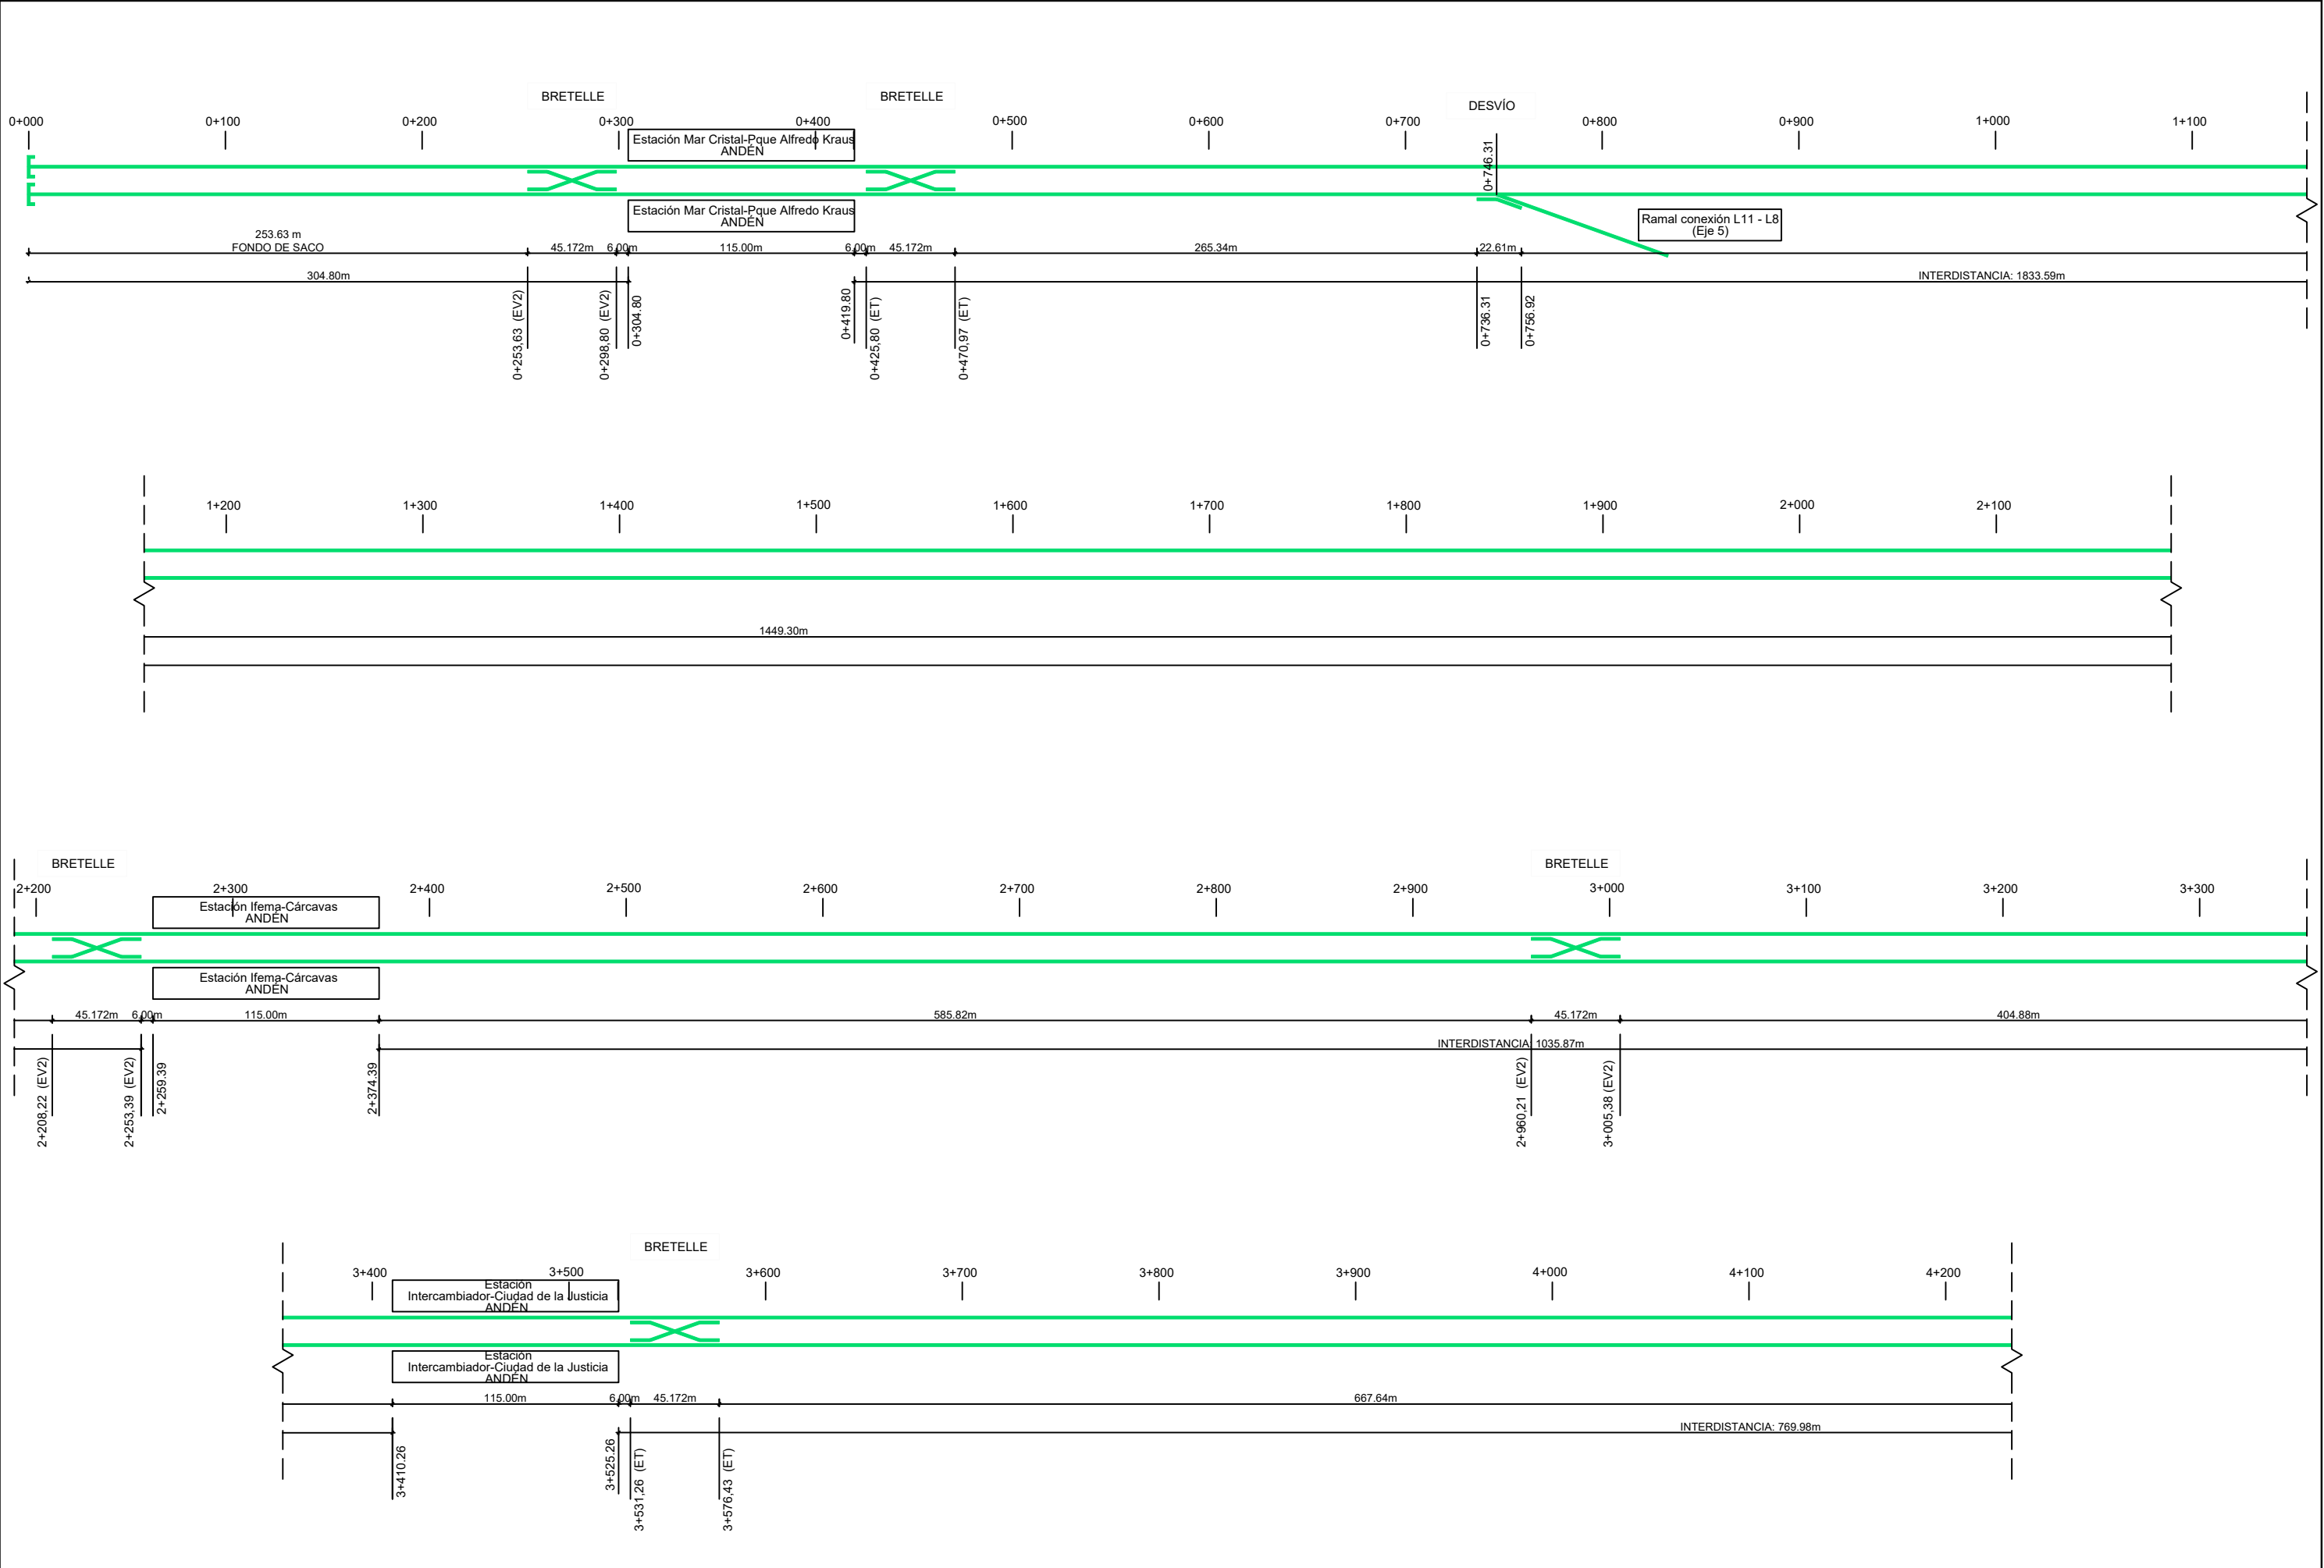 BRETELLE
BRETELLE
DESVÍO
0+000
0+100
0+200
0+300
0+400
0+500
0+600
0+700
0+800
0+900
1+000
1+100
Estación Mar Cristal-Pque Alfredo Kraus
ANDÉN
0+746.31
Estación Mar Cristal-Pque Alfredo Kraus
ANDÉN
Ramal conexión L11 - L8
(Eje 5)
253.63 m
FONDO DE SACO
45.172m
6.00m
115.00m
6.00m
45.172m
265.34m
22.61m
304.80m
INTERDISTANCIA: 1833.59m
0+253,63 (EV2)
0+298,80 (EV2)
0+304.80
0+419.80
0+425,80 (ET)
0+470,97 (ET)
0+736.31
0+756.92
1+200
1+300
1+400
1+500
1+600
1+700
1+800
1+900
2+000
2+100
1449.30m
BRETELLE
BRETELLE
2+200
2+300
2+400
2+500
2+600
2+700
2+800
2+900
3+000
3+100
3+200
3+300
Estación Ifema-Cárcavas
ANDÉN
Estación Ifema-Cárcavas
ANDÉN
45.172m
6.00m
115.00m
585.82m
45.172m
404.88m
INTERDISTANCIA: 1035.87m
2+208,22 (EV2)
2+253,39 (EV2)
2+259.39
2+374.39
2+960,21 (EV2)
3+005,38 (EV2)
BRETELLE
3+400
3+500
3+600
3+700
3+800
3+900
4+000
4+100
4+200
Estación
Intercambiador-Ciudad de la Justicia
ANDÉN
Estación
Intercambiador-Ciudad de la Justicia
ANDÉN
115.00m
6.00m
45.172m
667.64m
INTERDISTANCIA: 769.98m
3+410.26
3+525.26
3+531,26 (ET)
3+576,43 (ET)